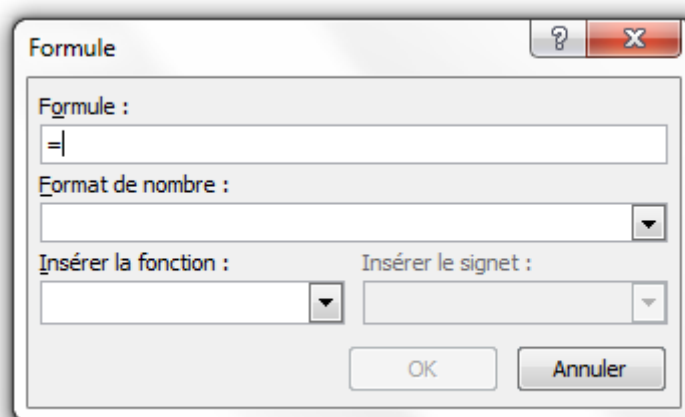 Formule
Formule :
=
Format de nombre :
Insérer la fonction :
Insérer le signet :
OK
Annuler